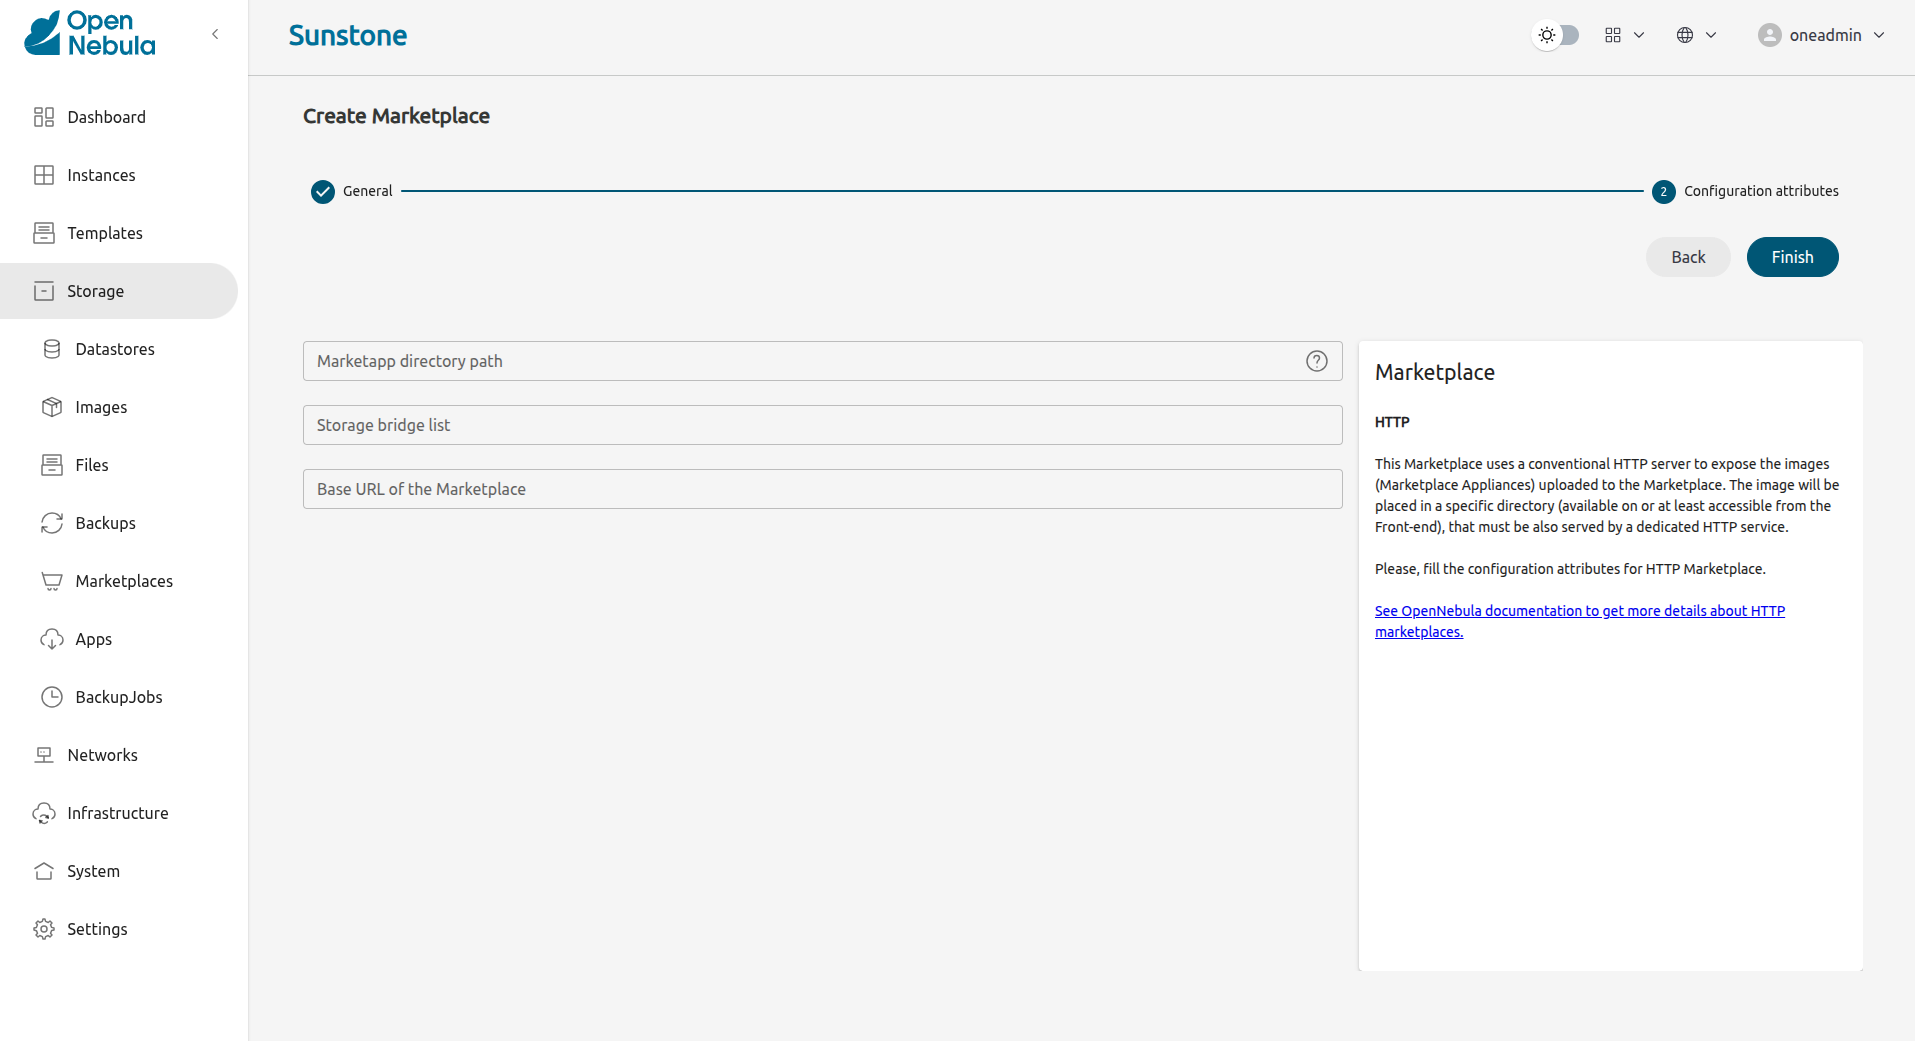 Open
Nebula
Sunstone
oneadmin
Dashboard
Instances
Templates
Storage
Datastores
Images
Files
Backups
Marketplaces
Apps
BackupJobs
Networks
Infrastructure
System
Settings
Create Marketplace
General
2 Configuration attributes
Back
Finish
Marketapp directory path
?
Storage bridge list
Base URL of the Marketplace
Marketplace
HTTP
This Marketplace uses a conventional HTTP server to expose the images
(Marketplace Appliances) uploaded to the Marketplace. The image will be
placed in a specific directory (available on or at least accessible from the
Front-end), that must be also served by a dedicated HTTP service.
Please, fill the configuration attributes for HTTP Marketplace.
See OpenNebula documentation to get more details about HTTP
marketplaces.